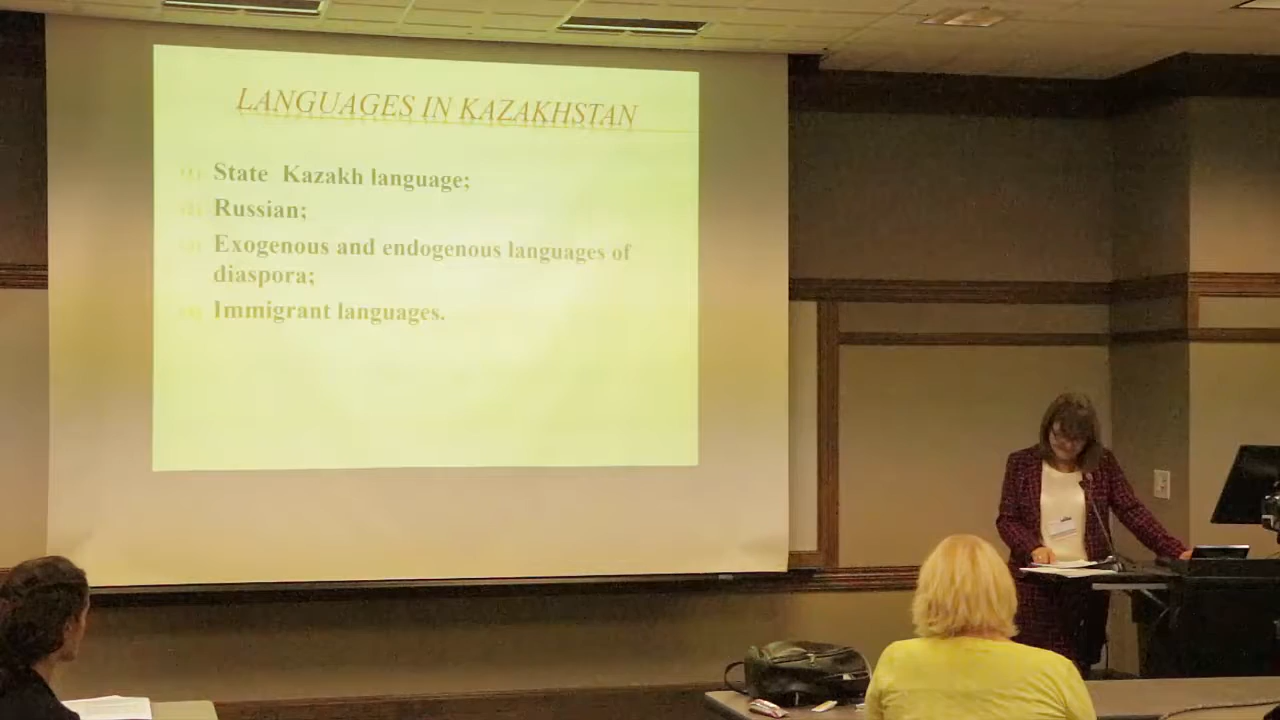 LANGUAGES IN KAZAKHSTAN
State Kazakh language;
Russian;
Exogenous and endogenous languages of
diaspora;
Immigrant languages.